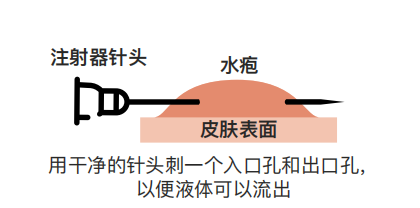 注射器针头
水疱
皮肤表面
用干净的针头刺一个入口孔和出口孔，
以便液体可以流出